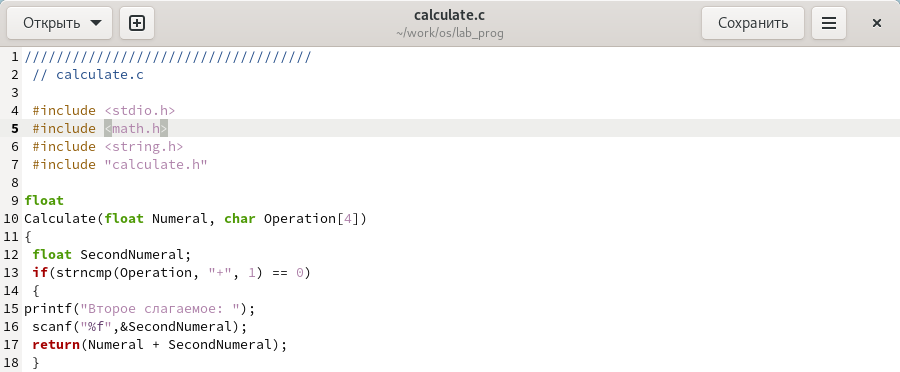 Открыть calculate.c Сохранить
~/work/os/lab_prog
1 ////////////////////////////////////
2 // calculate.c
3
4 #include <stdio.h>
5 #include <math.h>
6 #include <string.h>
7 #include "calculate.h"
8
9 float
10 Calculate(float Numeral, char Operation[4])
11 {
12 float SecondNumeral;
13 if(strncmp(Operation, "+", 1) == 0)
14 {
15 printf("Второе слагаемое: ");
16 scanf("%f",&SecondNumeral);
17 return(Numeral + SecondNumeral);
18 }